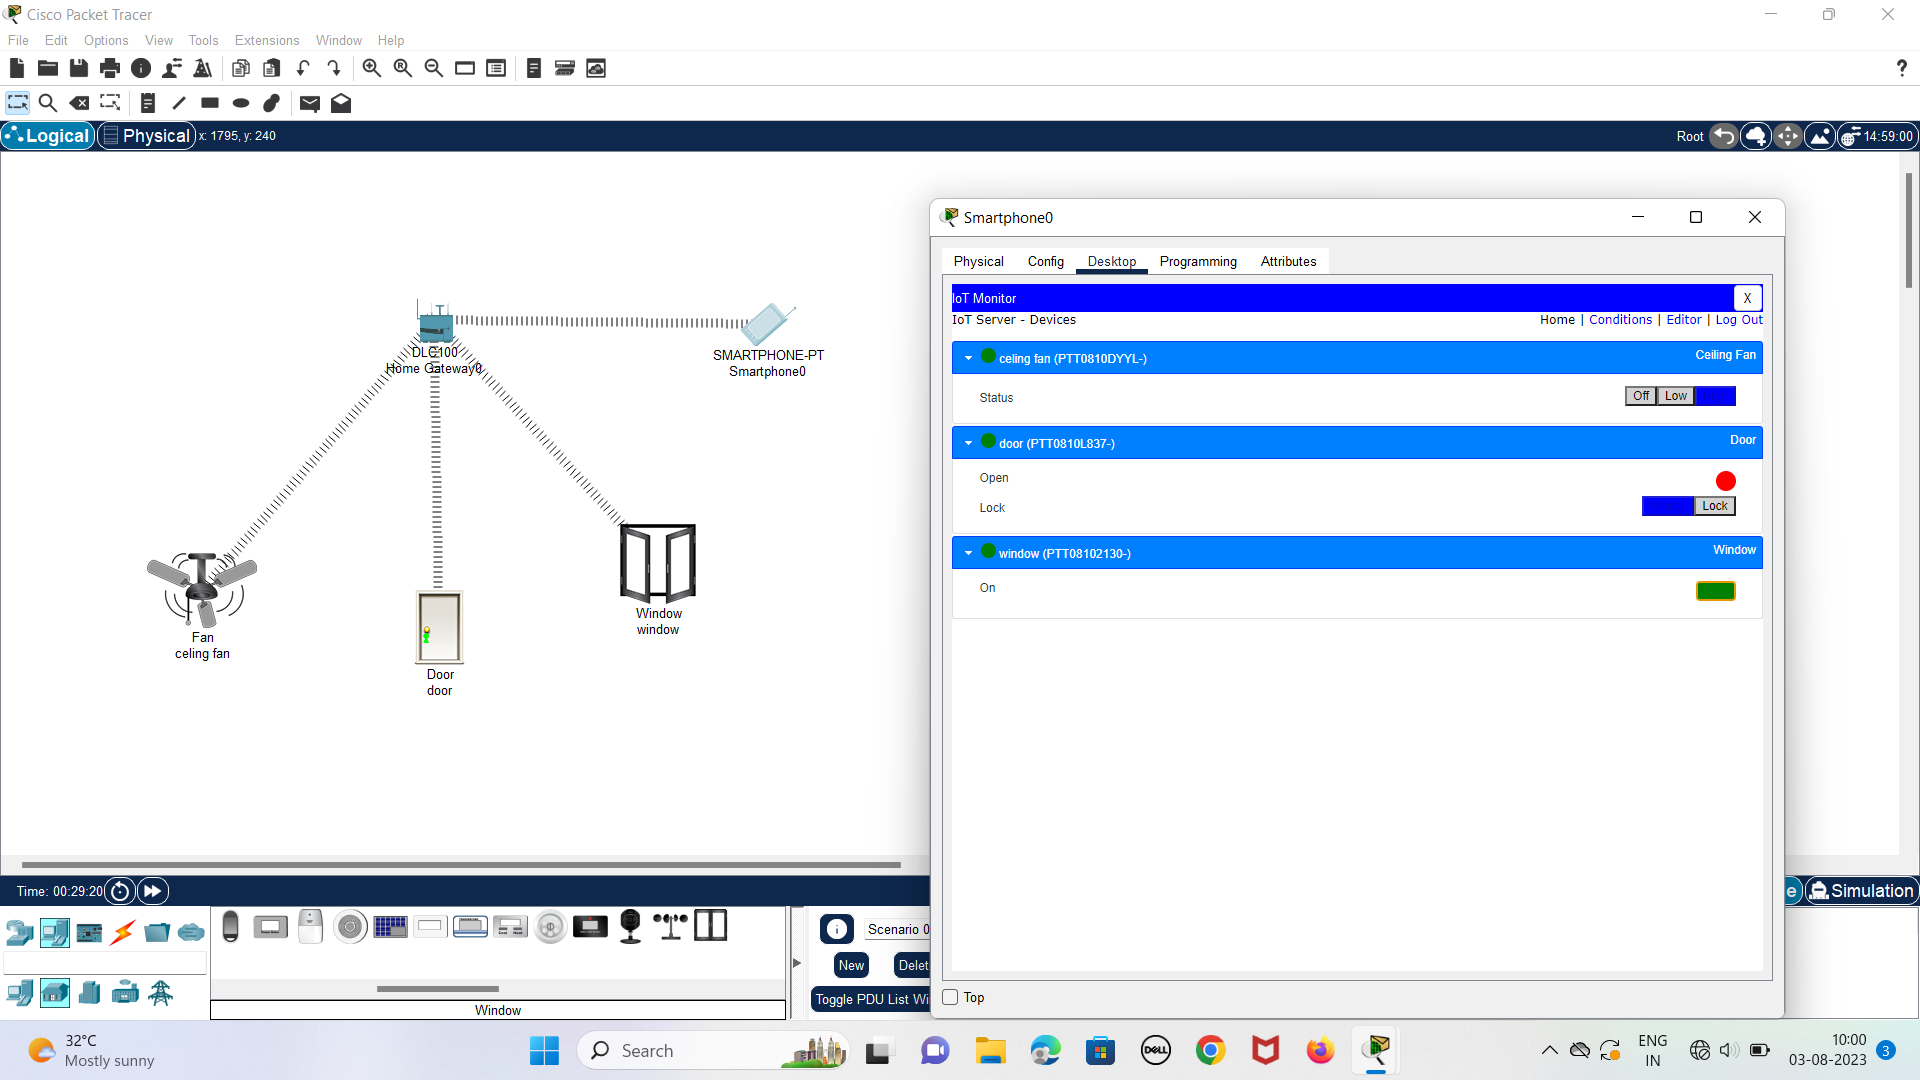 Cisco Packet Tracer
File Edit Options View Tools Extensions Window Help
?
Logical Physical x: 1795, y: 240 Root 14:59:00
Smartphone0
Physical Config Desktop Programming Attributes
IoT Monitor X
IoT Server - Devices Home | Conditions | Editor | Log Out
celing fan (PTT0810DYYL-) Ceiling Fan
Status Off Low
door (PTT0810L837-) Door
Open
Lock Lock
window (PTT08102130-) Window
On
Top
DLC100
Home Gateway0
SMARTPHONE-PT
Smartphone0
Fan
celing fan
Door
door
Window
window
Time: 00:29:20
e Simulation
Scenario 0
New Delet
Toggle PDU List Wi
Window
32°C
Mostly sunny
Search
DELL
ENG
IN
10:00
03-08-2023
3